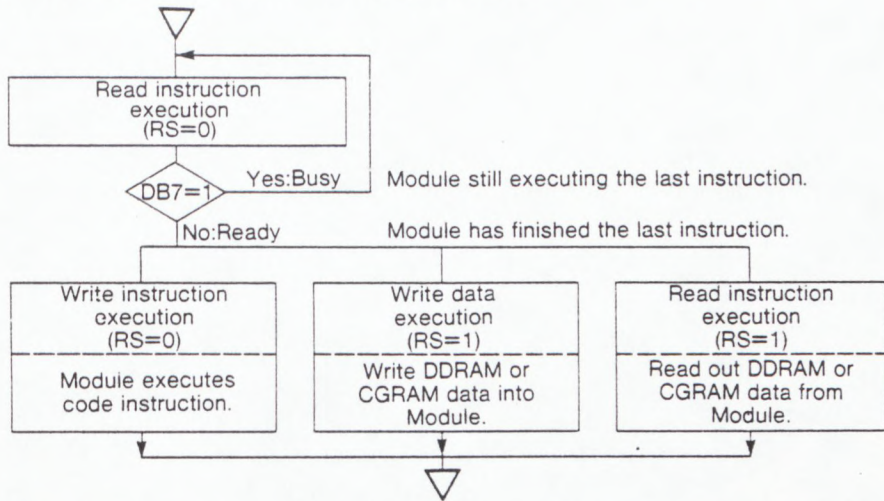 Read instruction
execution
(RS=0)
DB7=1
Yes:Busy
Module still executing the last instruction.
No:Ready
Module has finished the last instruction.
Write instruction
execution
(RS=0)
Module executes
code instruction.
Write data
execution
(RS=1)
Write DDRAM or
CGRAM data into
Module.
Read instruction
execution
(RS=1)
Read out DDRAM or
CGRAM data from
Module.